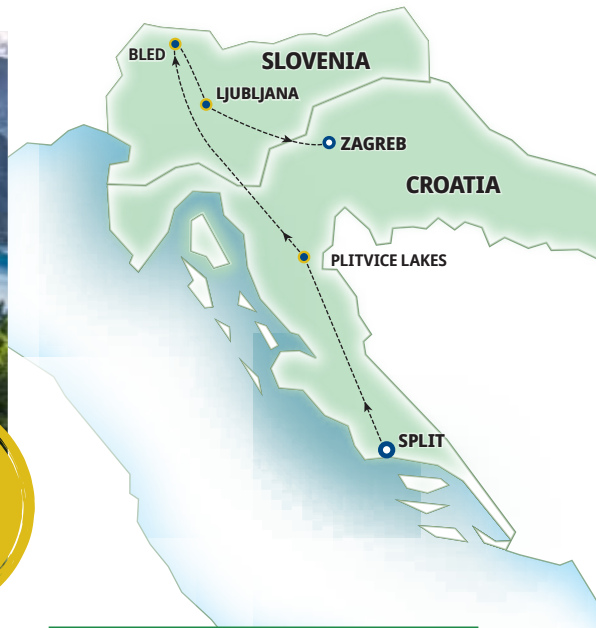 BLED
SLOVENIA
LJUBLJANA
ZAGREB
CROATIA
PLITVICE LAKES
SPLIT